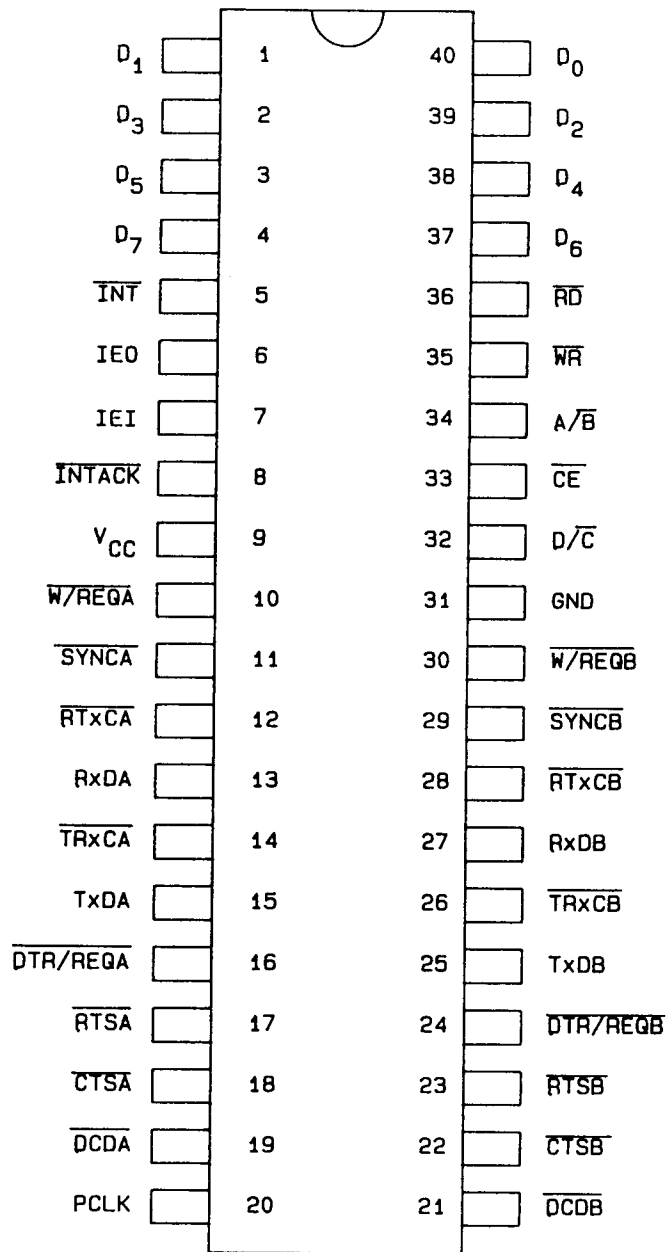 D1 1 40 D0
D3 2 39 D2
D5 3 38 D4
D7 4 37 D6
INT 5 36 RD
IEO 6 35 WR
IEI 7 34 A/B
INTACK 8 33 CE
VCC 9 32 D/C
W/REQA 10 31 GND
SYNCA 11 30 W/REQB
RTxCA 12 29 SYNCB
RxDA 13 28 RTxCB
TRxCA 14 27 RxDB
TxDA 15 26 TRxCB
DTR/REQA 16 25 TxDB
RTSA 17 24 DTR/REQB
CTSA 18 23 RTSB
DCDA 19 22 CTSB
PCLK 20 21 DCDB